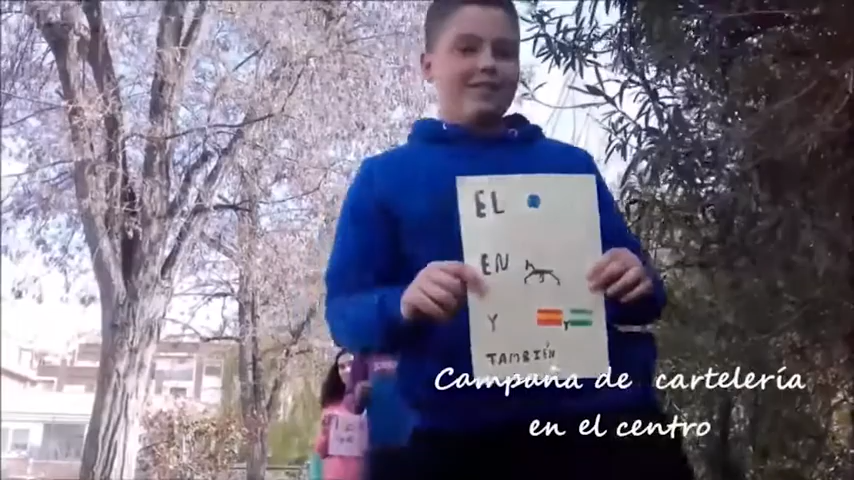 EL
EN
Y
TAMBIÉN
Campaña de cartelería
en el centro